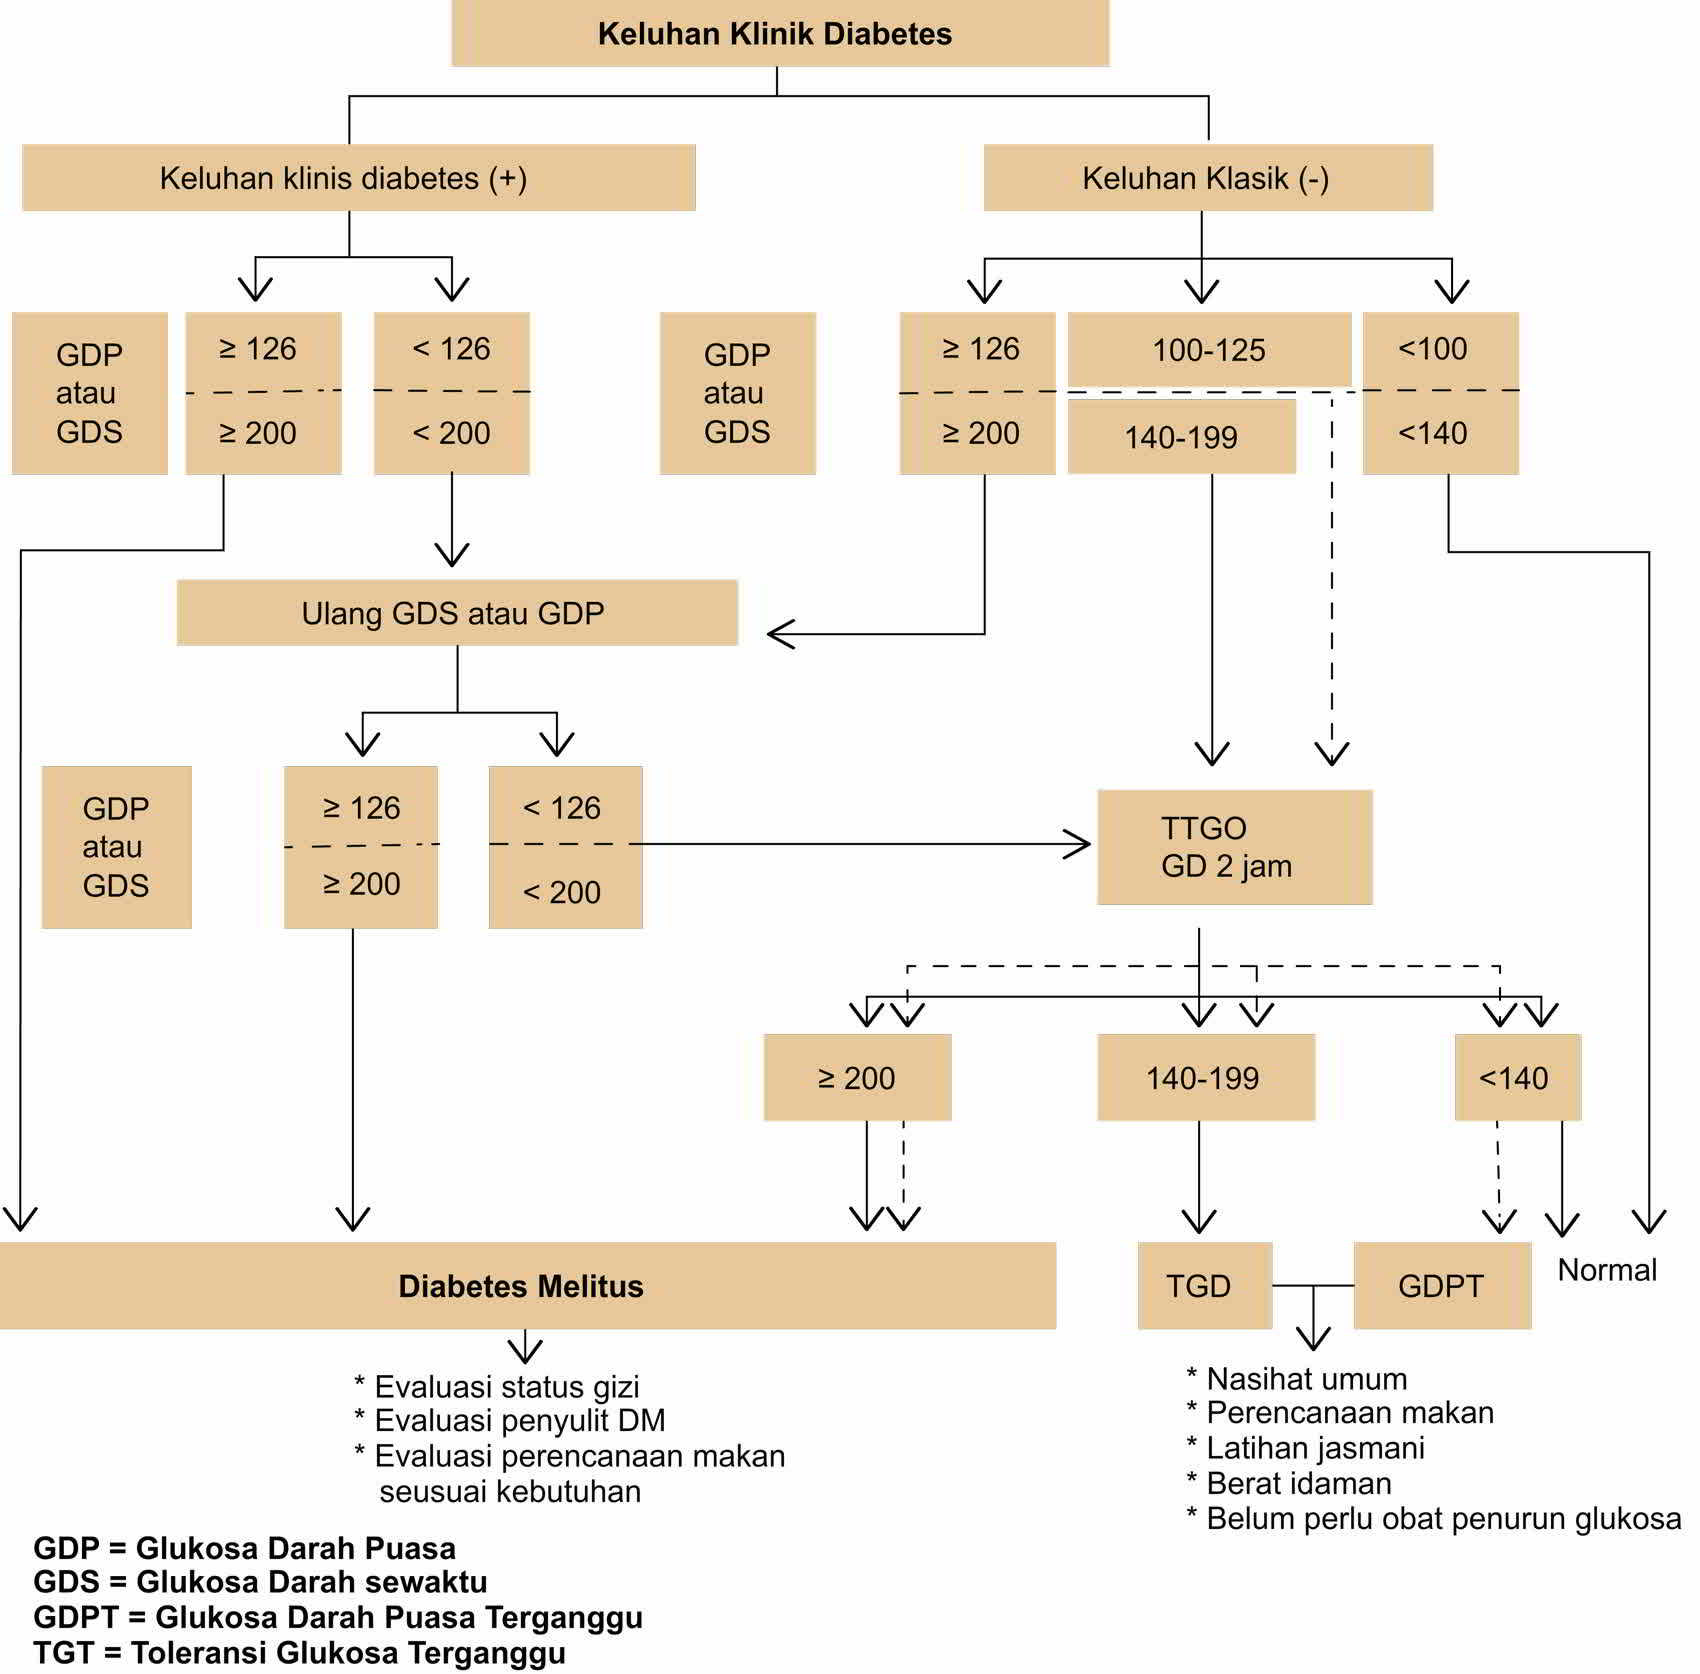 Keluhan Klinik Diabetes
Keluhan klinis diabetes (+)
Keluhan Klasik (-)
GDP
atau
GDS
≥ 126
≥ 200
< 126
< 200
GDP
atau
GDS
≥ 126
≥ 200
100-125
140-199
<100
<140
Ulang GDS atau GDP
GDP
atau
GDS
≥ 126
≥ 200
< 126
< 200
TTGO
GD 2 jam
≥ 200
140-199
<140
Diabetes Melitus
TGD
GDPT
Normal
* Evaluasi status gizi
* Evaluasi penyulit DM
* Evaluasi perencanaan makan
seusuai kebutuhan
* Nasihat umum
* Perencanaan makan
* Latihan jasmani
* Berat idaman
* Belum perlu obat penurun glukosa
GDP = Glukosa Darah Puasa
GDS = Glukosa Darah sewaktu
GDPT = Glukosa Darah Puasa Terganggu
TGT = Toleransi Glukosa Terganggu